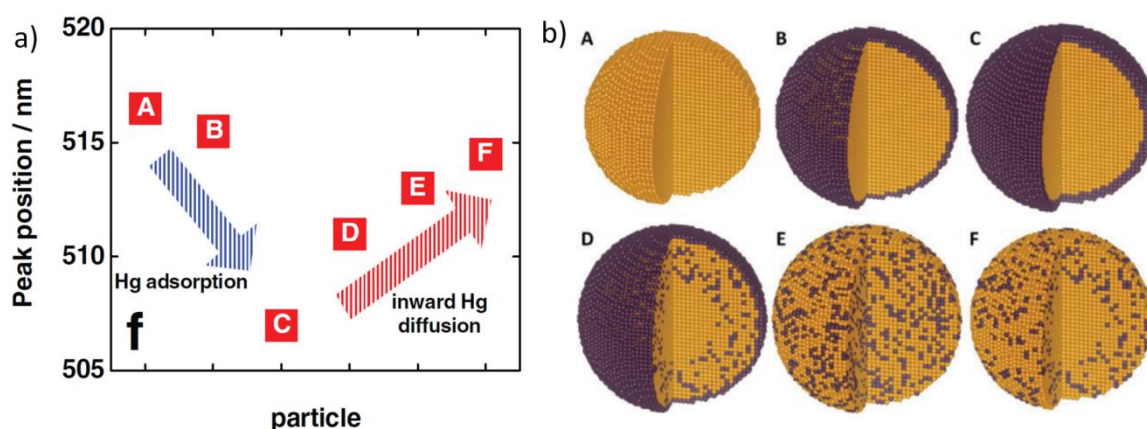 a)
520
515
510
505
Peak position / nm
A
B
C
D
E
F
Hg adsorption
inward Hg
diffusion
f
particle
b)
A
B
C
D
E
F